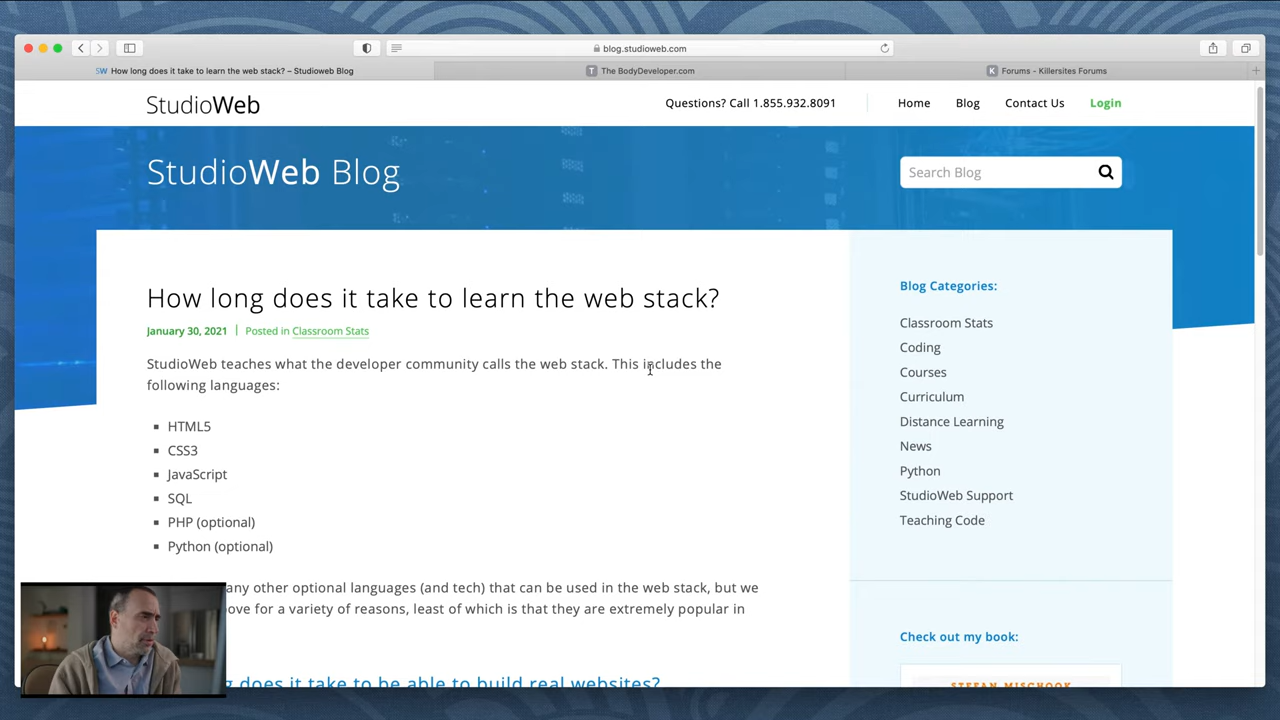 blog.studioweb.com
SW How long does it take to learn the web stack? – Studioweb Blog
T The BodyDeveloper.com
K Forums - Killersites Forums
StudioWeb
Questions? Call 1.855.932.8091
Home
Blog
Contact Us
Login
StudioWeb Blog
Search Blog
How long does it take to learn the web stack?
January 30, 2021 | Posted in Classroom Stats
StudioWeb teaches what the developer community calls the web stack. This includes the
following languages:
HTML5
CSS3
JavaScript
SQL
PHP (optional)
Python (optional)
any other optional languages (and tech) that can be used in the web stack, but we
for a variety of reasons, least of which is that they are extremely popular in
does it take to be able to build real websites?
Blog Categories:
Classroom Stats
Coding
Courses
Curriculum
Distance Learning
News
Python
StudioWeb Support
Teaching Code
Check out my book:
STEFAN MISCHOOK